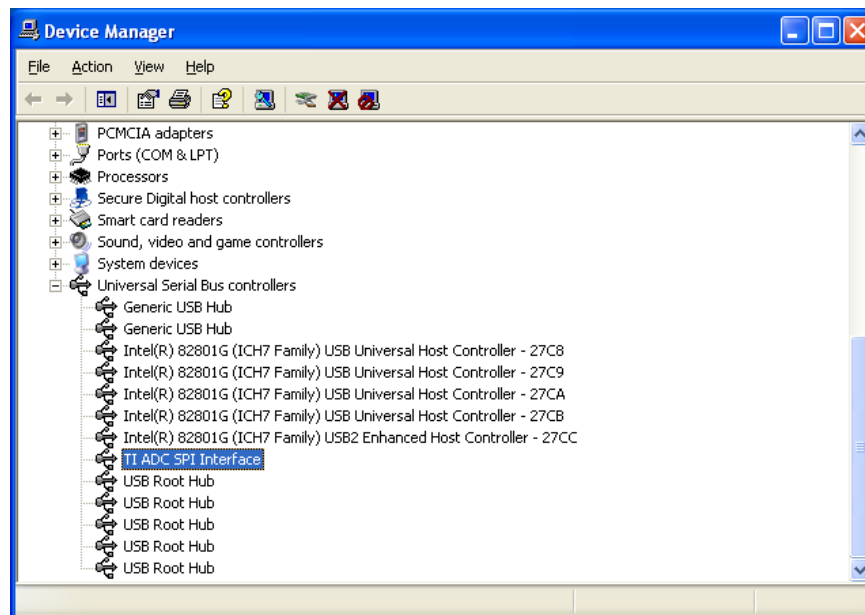 Device Manager
File Action View Help
PCMCIA adapters
Ports (COM & LPT)
Processors
Secure Digital host controllers
Smart card readers
Sound, video and game controllers
System devices
Universal Serial Bus controllers
Generic USB Hub
Generic USB Hub
Intel(R) 82801G (ICH7 Family) USB Universal Host Controller - 27C8
Intel(R) 82801G (ICH7 Family) USB Universal Host Controller - 27C9
Intel(R) 82801G (ICH7 Family) USB Universal Host Controller - 27CA
Intel(R) 82801G (ICH7 Family) USB Universal Host Controller - 27CB
Intel(R) 82801G (ICH7 Family) USB2 Enhanced Host Controller - 27CC
TI ADC SPI Interface
USB Root Hub
USB Root Hub
USB Root Hub
USB Root Hub
USB Root Hub